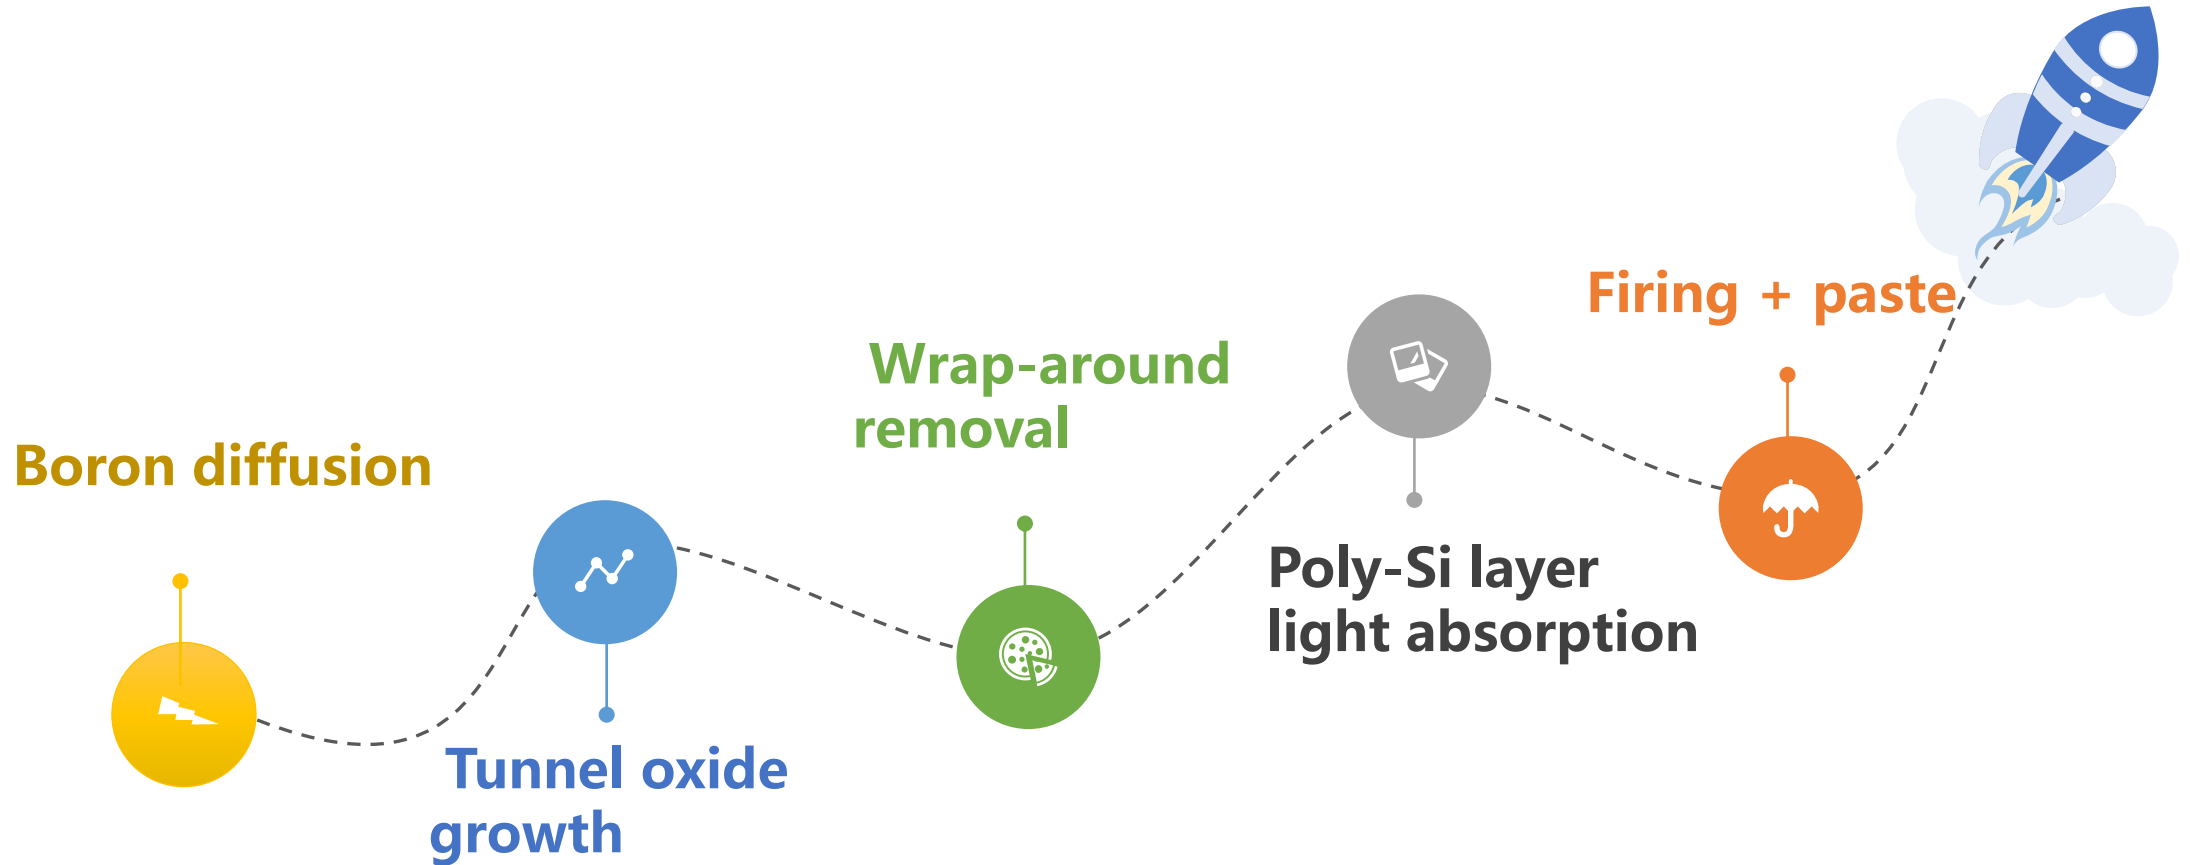 Boron diffusion
Tunnel oxide
growth
Wrap-around
removal
Poly-Si layer
light absorption
Firing + paste